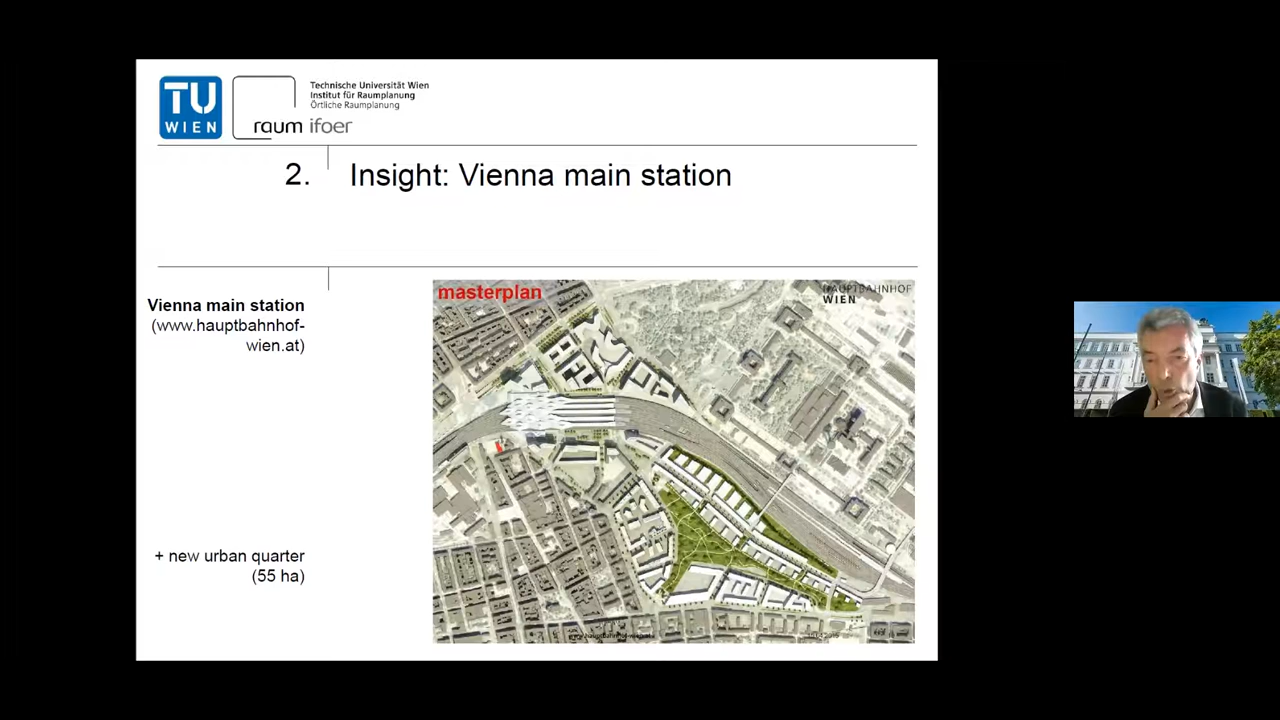 TU
WIEN
Technische Universität Wien
Institut für Raumplanung
Örtliche Raumplanung
raum ifoer
2. Insight: Vienna main station
Vienna main station
(www.hauptbahnhof-
wien.at)
+ new urban quarter
(55 ha)
masterplan
HAUPTBAHNHOF
WIEN